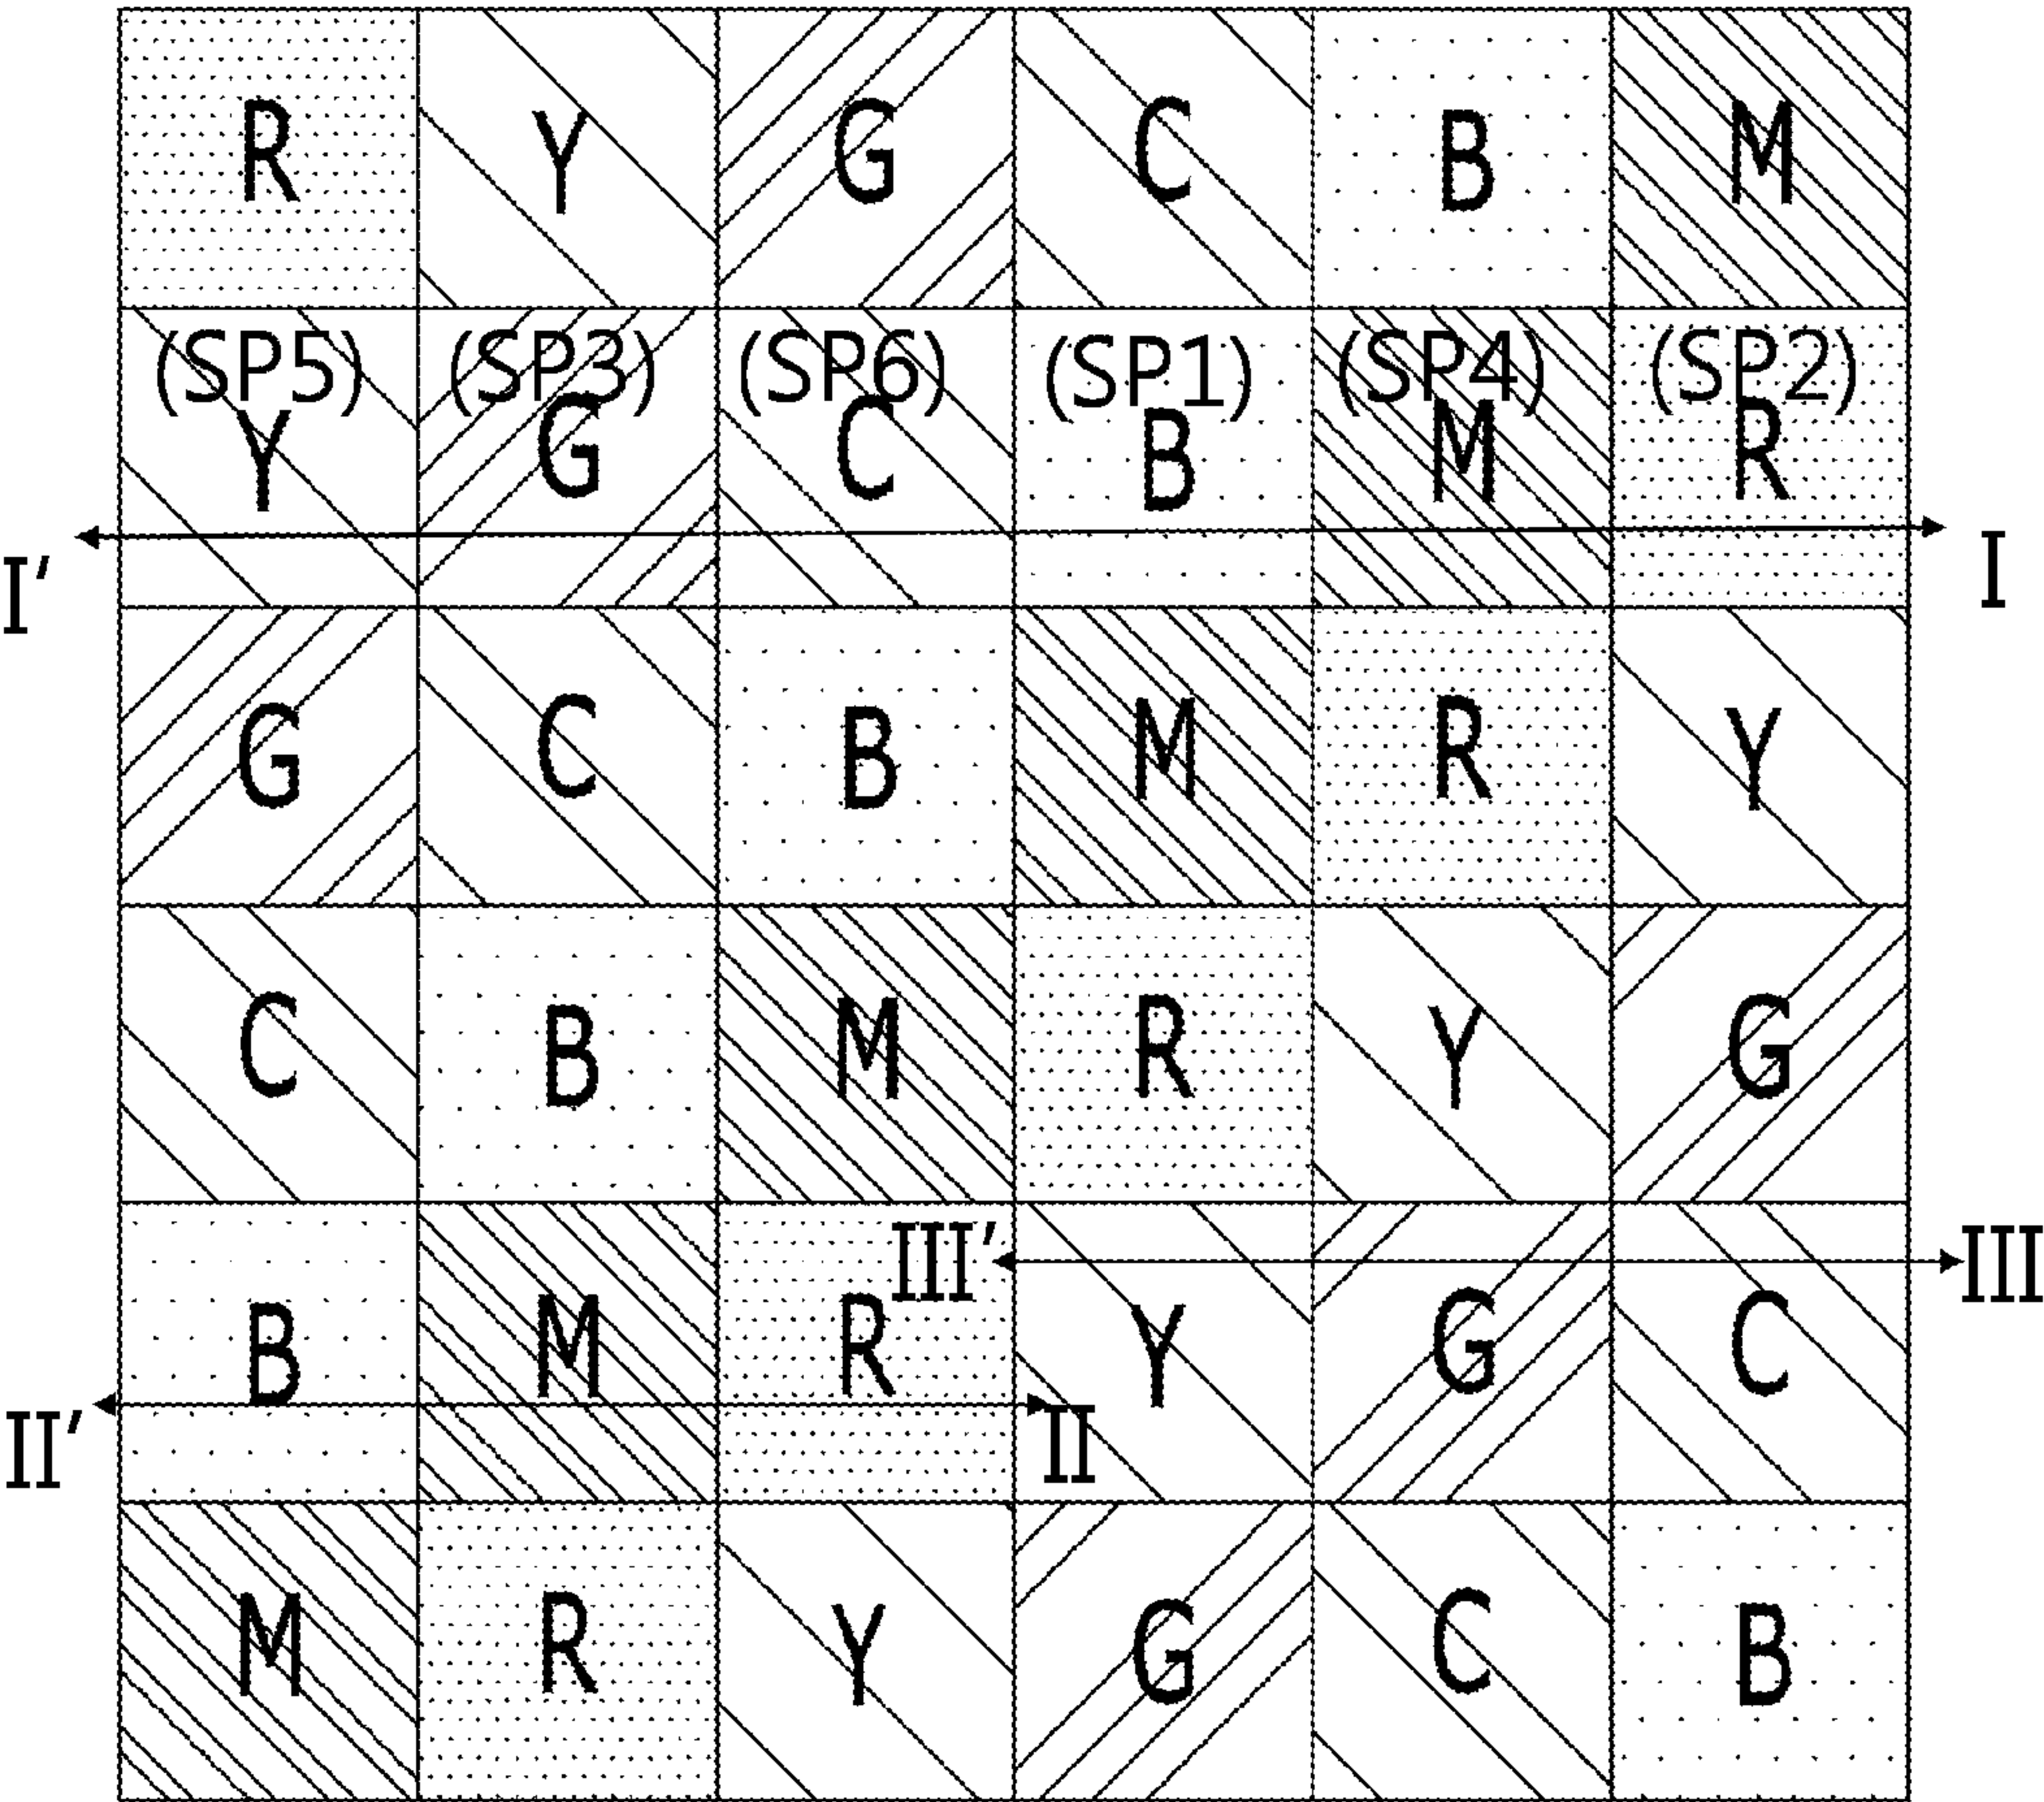 R Y G C B M
(SP5) (SP3) (SP6) (SP1) (SP4) (SP2)
Y G C B M R
I' I
G C B M R Y
C B M R Y G
III' III
B M R Y G C
II' II
M R Y G C B